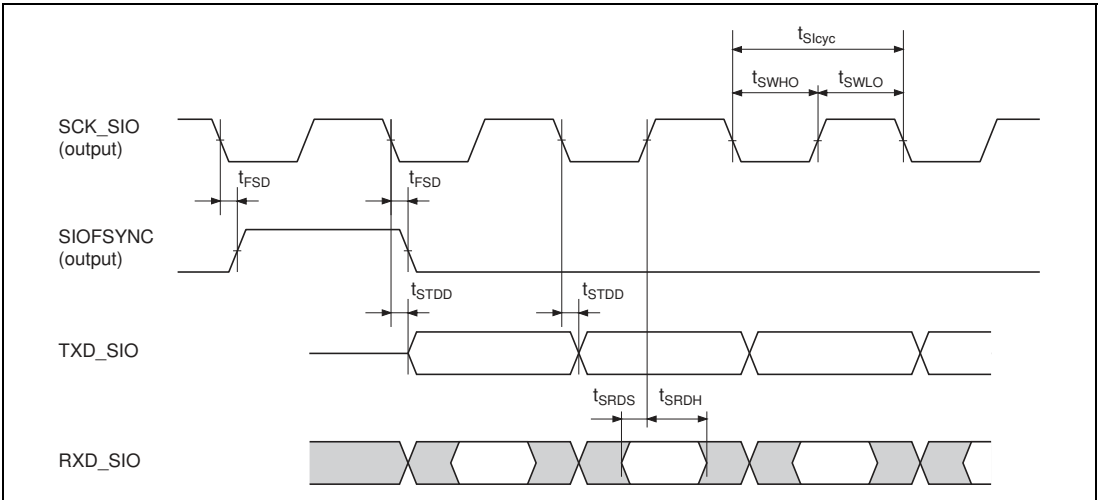 tSIcyc
tSWHO tSWLO
SCK_SIO
(output)
tFSD tFSD
SIOFSYNC
(output)
tSTDD tSTDD
TXD_SIO
tSRDS tSRDH
RXD_SIO